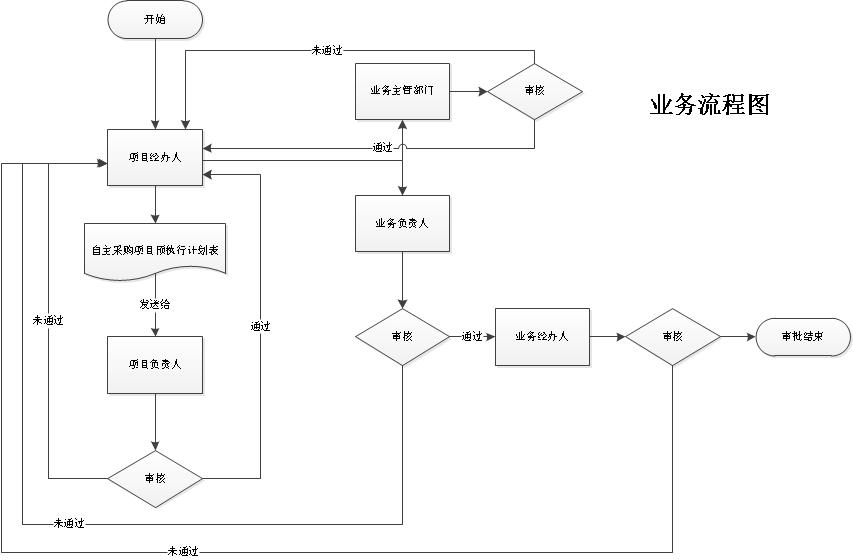 开始
未通过
业务主管部门
审核
业务流程图
通过
项目经办人
业务负责人
自主采购项目预执行计划表
发送给
未通过
通过
审核
通过
业务经办人
审核
审批结束
项目负责人
审核
未通过
未通过